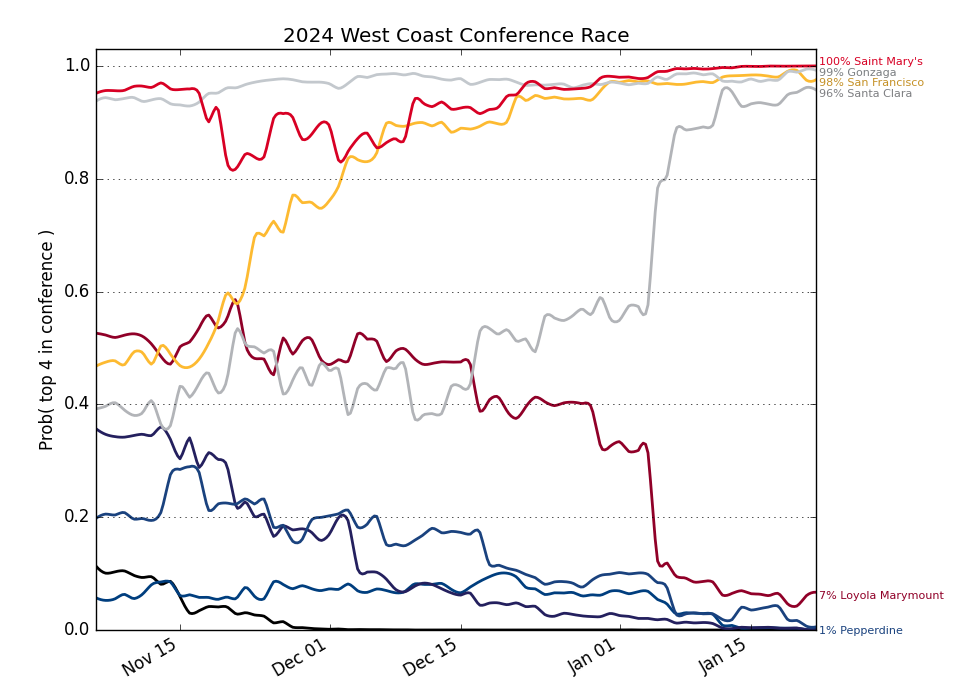 2024 West Coast Conference Race
Prob( top 4 in conference )
1.0
0.8
0.6
0.4
0.2
0.0
Nov 15
Dec 01
Dec 15
Jan 01
Jan 15
100% Saint Mary's
99% Gonzaga
98% San Francisco
96% Santa Clara
7% Loyola Marymount
1% Pepperdine